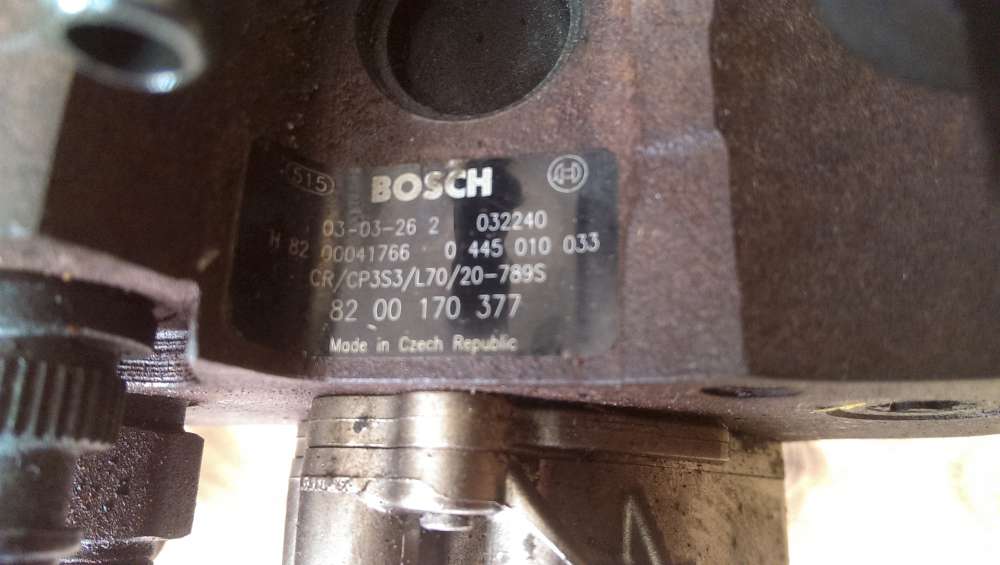 515 BOSCH
03-03-26 2 032240
H 82 00041766 0 445 010 033
CR/CP3S3/L70/20-789S
82 00 170 377
Made in Czech Republic